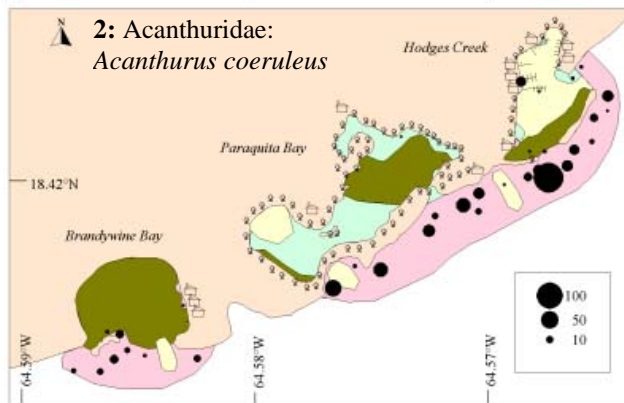 N
2: Acanthuridae:
Acanthurus coeruleus
Hodges Creek
Paraquita Bay
18.42°N
Brandywine Bay
100
50
10
64.59°W
64.58°W
64.57°W